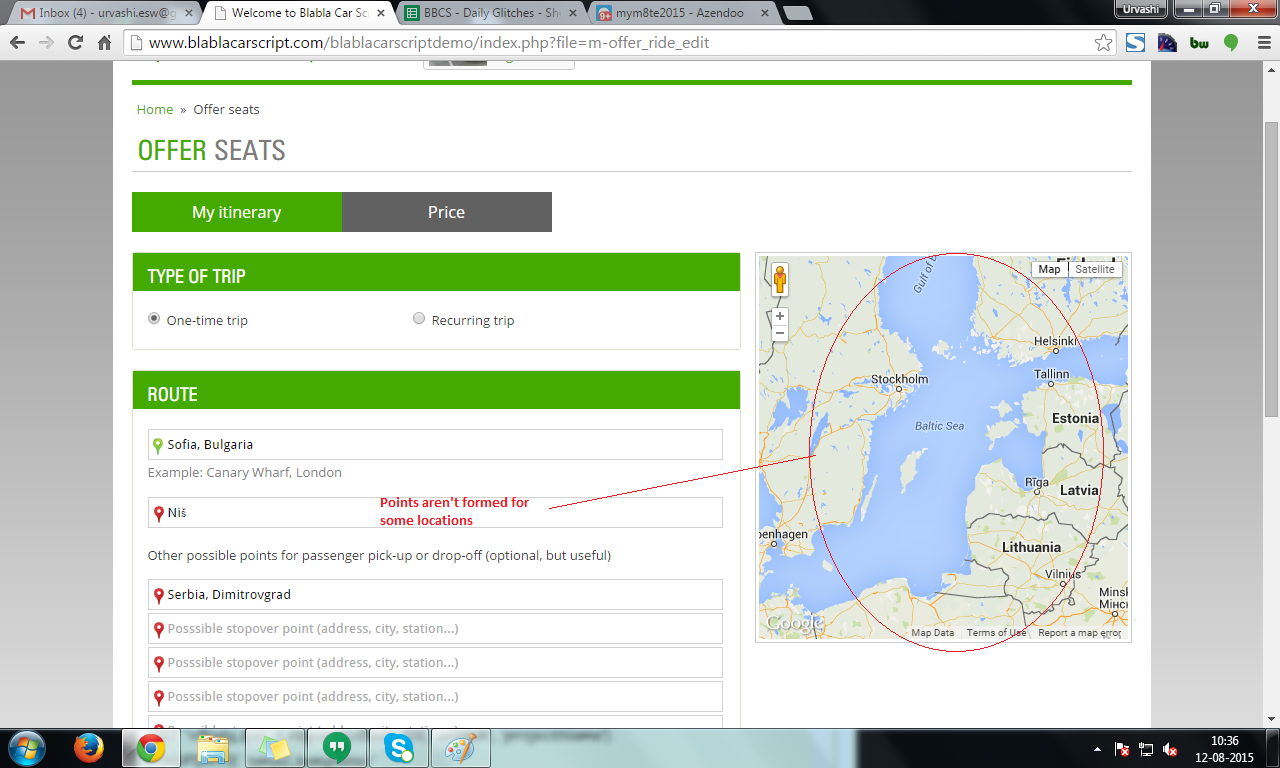 Inbox (4) - urvashi.esw@g
Welcome to Blabla Car Sc
BBCS - Daily Glitches - She
mym8te2015 - Azendoo
Urvashi
www.blablacarscript.com/blablacarscriptdemo/index.php?file=m-offer_ride_edit
bw
Home » Offer seats
OFFER SEATS
My itinerary
Price
TYPE OF TRIP
One-time trip
Recurring trip
ROUTE
Sofia, Bulgaria
Example: Canary Wharf, London
Niš
Points aren't formed for
some locations
Other possible points for passenger pick-up or drop-off (optional, but useful)
Serbia, Dimitrovgrad
Posssible stopover point (address, city, station...)
Posssible stopover point (address, city, station...)
Posssible stopover point (address, city, station...)
Map
Satellite
Gulf of
Helsinki
Stockholm
Tallinn
Baltic Sea
Estonia
Rīga
Latvia
penhagen
Lithuania
Vilnius
Minsk
Мінск
Google
Map Data
Terms of Use
Report a map error
10:36
12-08-2015